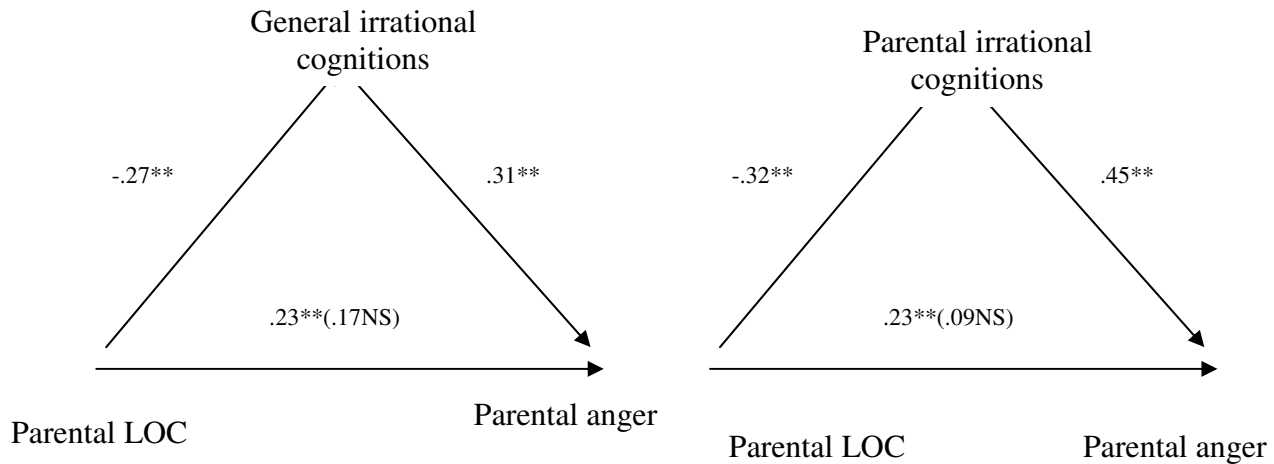 General irrational
cognitions
-.27**
.31**
.23**(.17NS)
Parental LOC
Parental anger
Parental irrational
cognitions
-.32**
.45**
.23**(.09NS)
Parental LOC
Parental anger